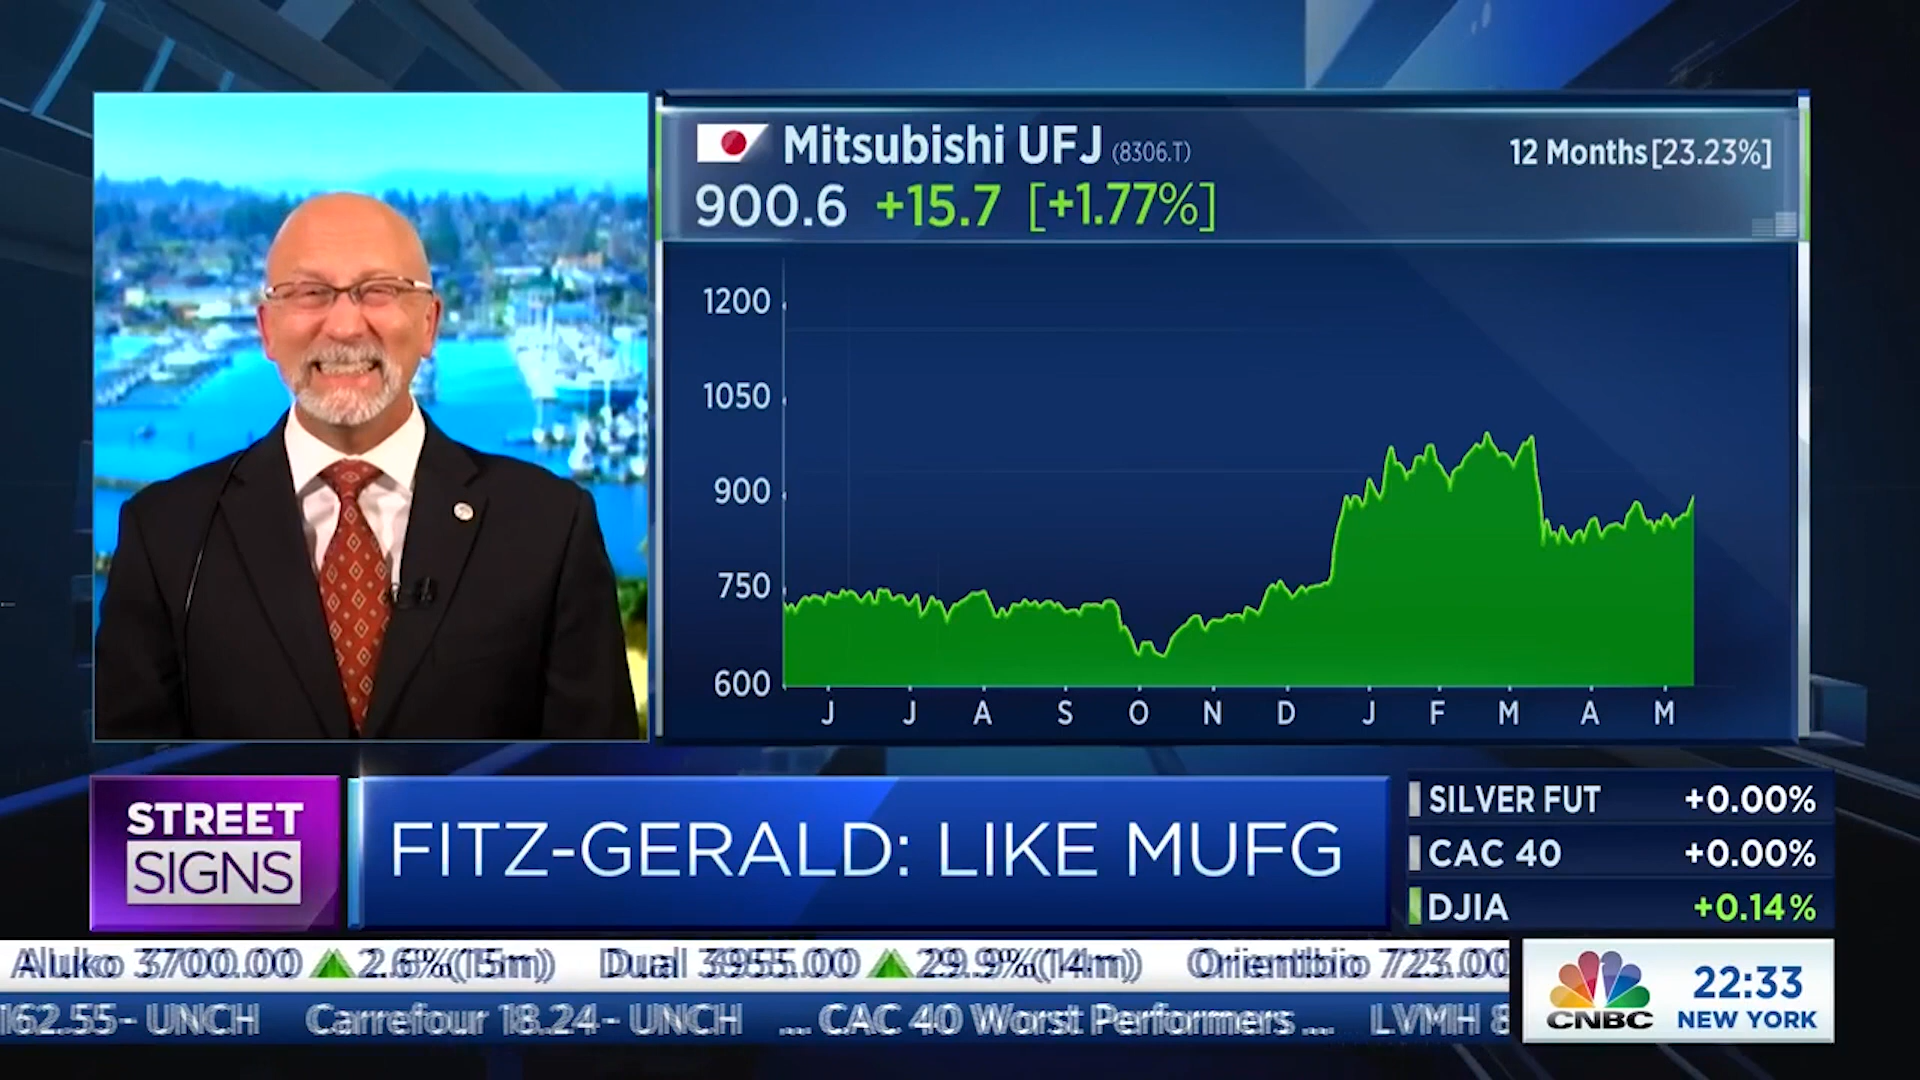 Mitsubishi UFJ (8306.T)
12 Months [23.23%]
900.6 +15.7 [+1.77%]
1200
1050
900
750
600
J J A S O N D J F M A M
STREET
SIGNS
FITZ-GERALD: LIKE MUFG
SILVER FUT +0.00%
CAC 40 +0.00%
DJIA +0.14%
Aluko 3700.00 ▲ 2.6%(15m) Dual 3955.00 ▲ 29.9%(14m) Orientbio 723.00
162.55- UNCH Carrefour 18.24- UNCH ... CAC 40 Worst Performers ... LVMH 8
CNBC
22:33
NEW YORK